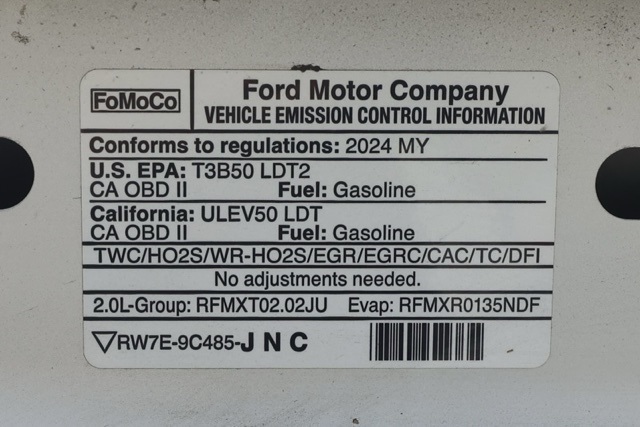 FoMoCo
Ford Motor Company
VEHICLE EMISSION CONTROL INFORMATION
Conforms to regulations: 2024 MY
U.S. EPA: T3B50 LDT2
CA OBD II Fuel: Gasoline
California: ULEV50 LDT
CA OBD II Fuel: Gasoline
TWC/HO2S/WR-HO2S/EGR/EGRC/CAC/TC/DFI
No adjustments needed.
2.0L-Group: RFMXT02.02JU Evap: RFMXR0135NDF
RW7E-9C485-J N C